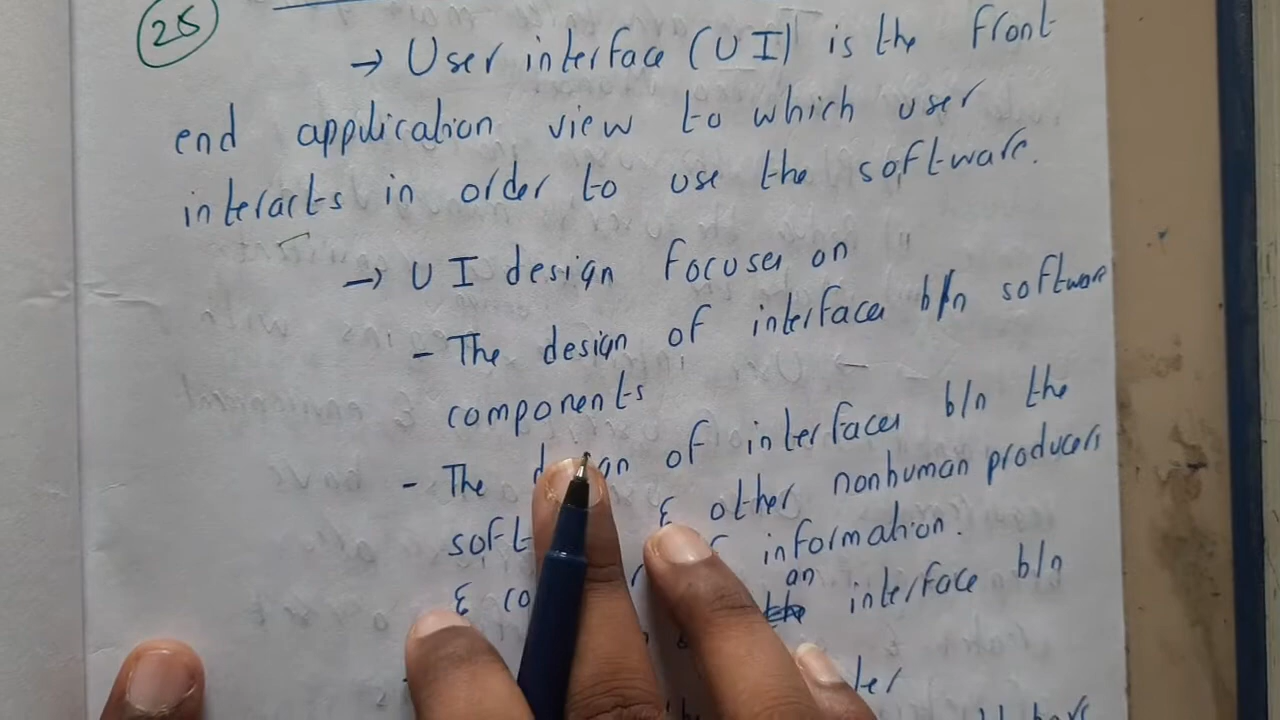 25
→ User interface (UI) is the front
end application view to which user
interacts in order to use the software.
→ UI design focuses on
- The design of interfaces b/n software
components
- The design of interfaces b/n the
& other nonhuman producers
& information.
an
interface b/n